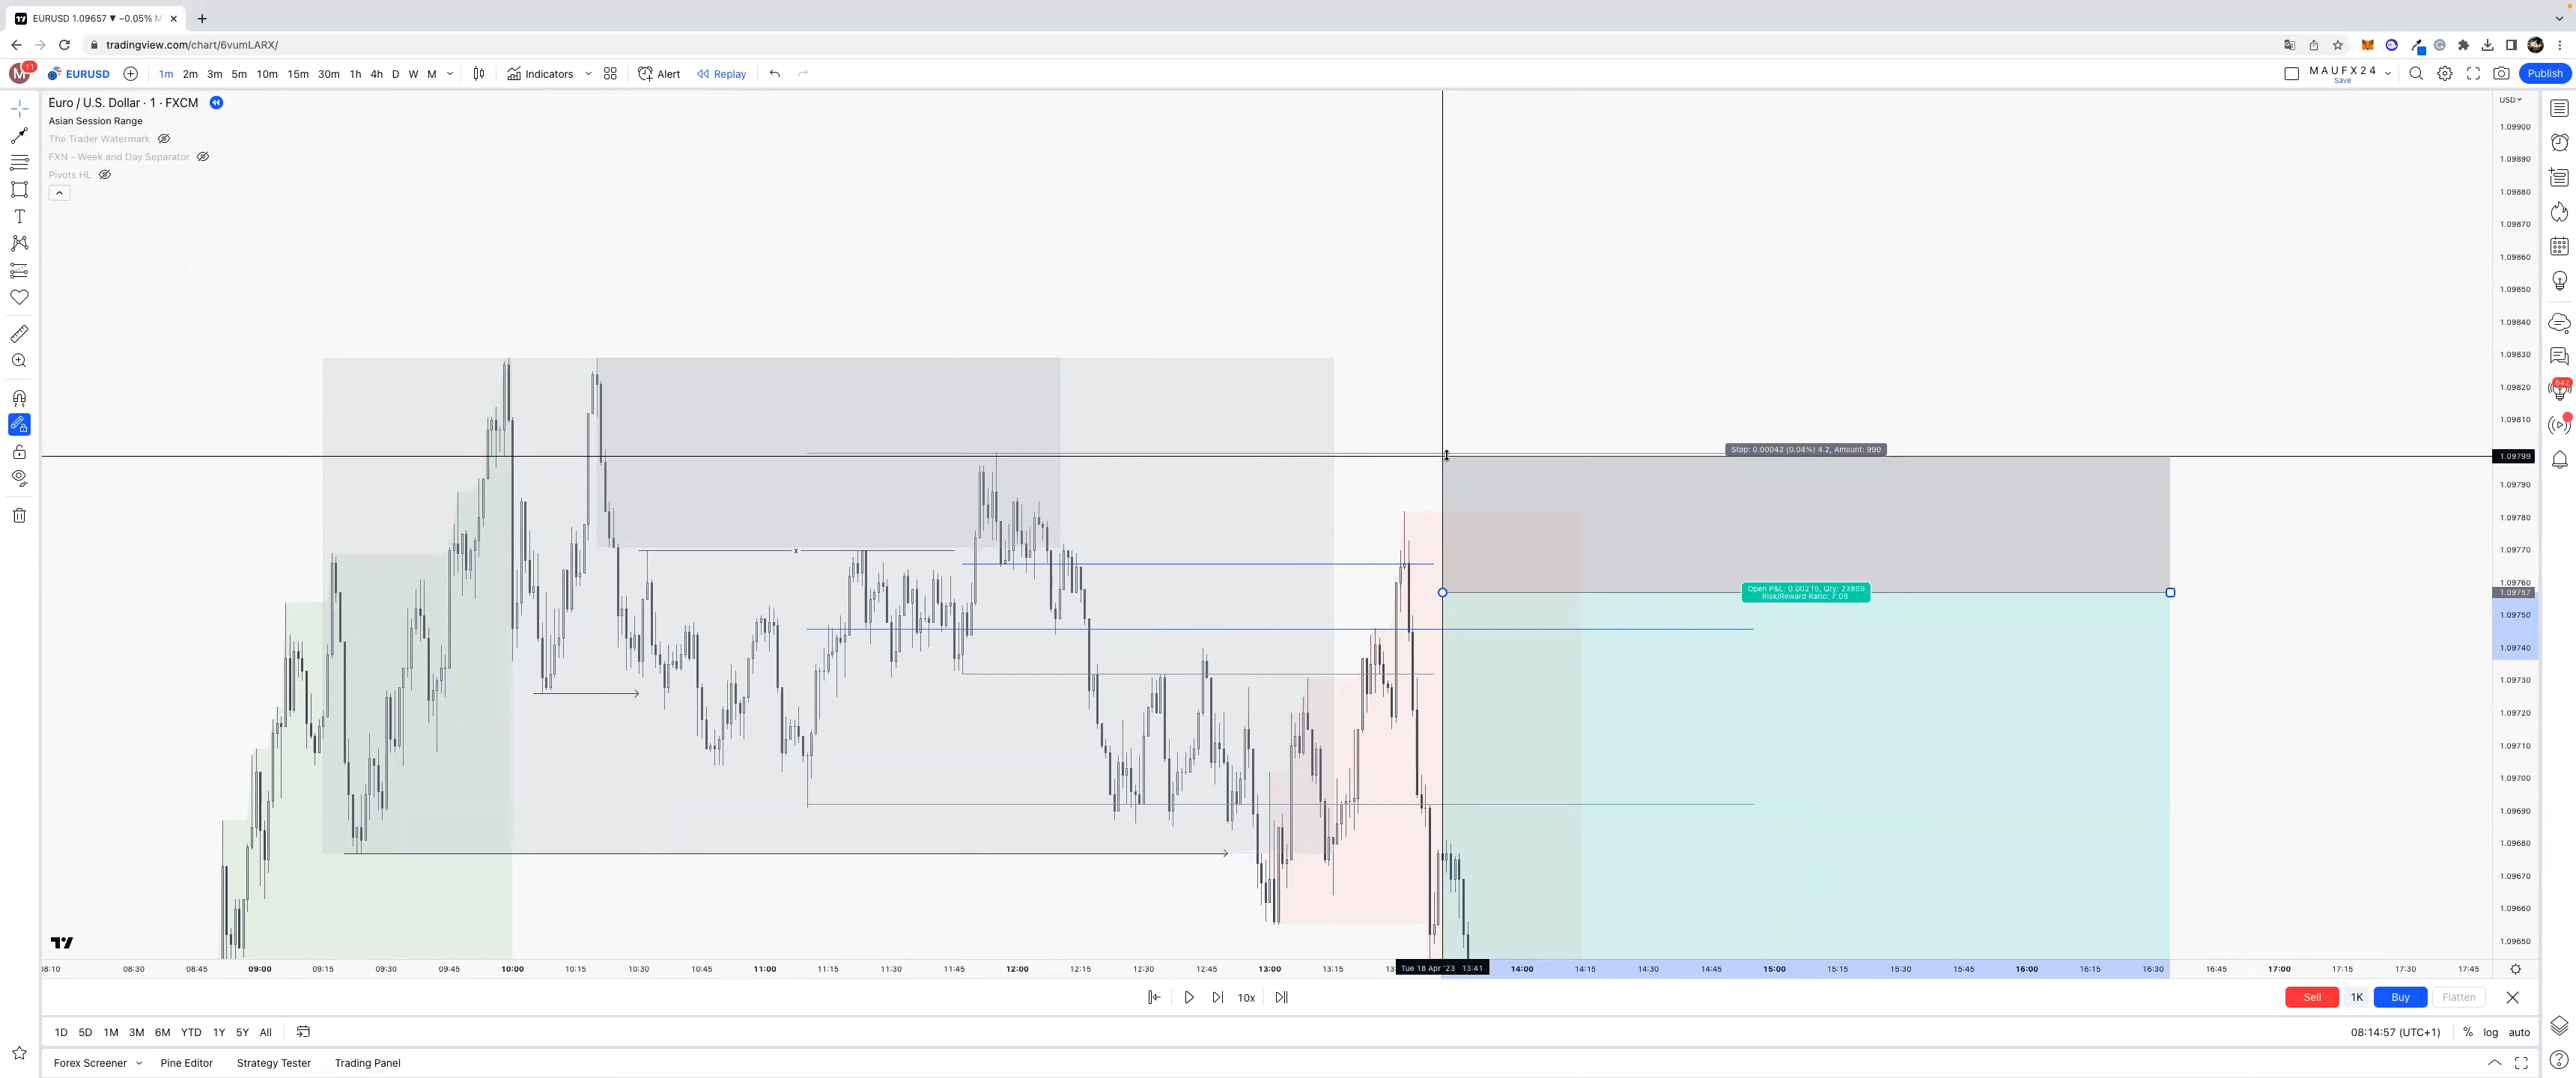 EURUSD 1.09657 ▼ −0.05% M
tradingview.com/chart/6vumLARX/
M 11 EURUSD 1m 2m 3m 5m 10m 15m 30m 1h 4h D W M Indicators Alert Replay M A U F X 2 4 Save Publish
Euro / U.S. Dollar · 1 · FXCM
Asian Session Range
The Trader Watermark
FXN - Week and Day Separator
Pivots HL
USD
1.09900
1.09890
1.09880
1.09870
1.09860
1.09850
1.09840
1.09830
1.09820
1.09810
Stop: 0.00042 (0.04%) 4.2, Amount: 990
1.09799
1.09790
1.09780
1.09770
x
1.09760
Open P&L: 0.00210, Qty: 23809
Risk/Reward Ratio: 7.05
1.09757
1.09750
1.09740
1.09730
1.09720
1.09710
1.09700
1.09690
1.09680
1.09670
1.09660
1.09650
642
8:10 08:30 08:45 09:00 09:15 09:30 09:45 10:00 10:15 10:30 10:45 11:00 11:15 11:30 11:45 12:00 12:15 12:30 12:45 13:00 13:15 Tue 18 Apr '23 13:41 14:00 14:15 14:30 14:45 15:00 15:15 15:30 15:45 16:00 16:15 16:30 16:45 17:00 17:15 17:30 17:45
10x Sell 1K Buy Flatten
1D 5D 1M 3M 6M YTD 1Y 5Y All 08:14:57 (UTC+1) % log auto
Forex Screener Pine Editor Strategy Tester Trading Panel